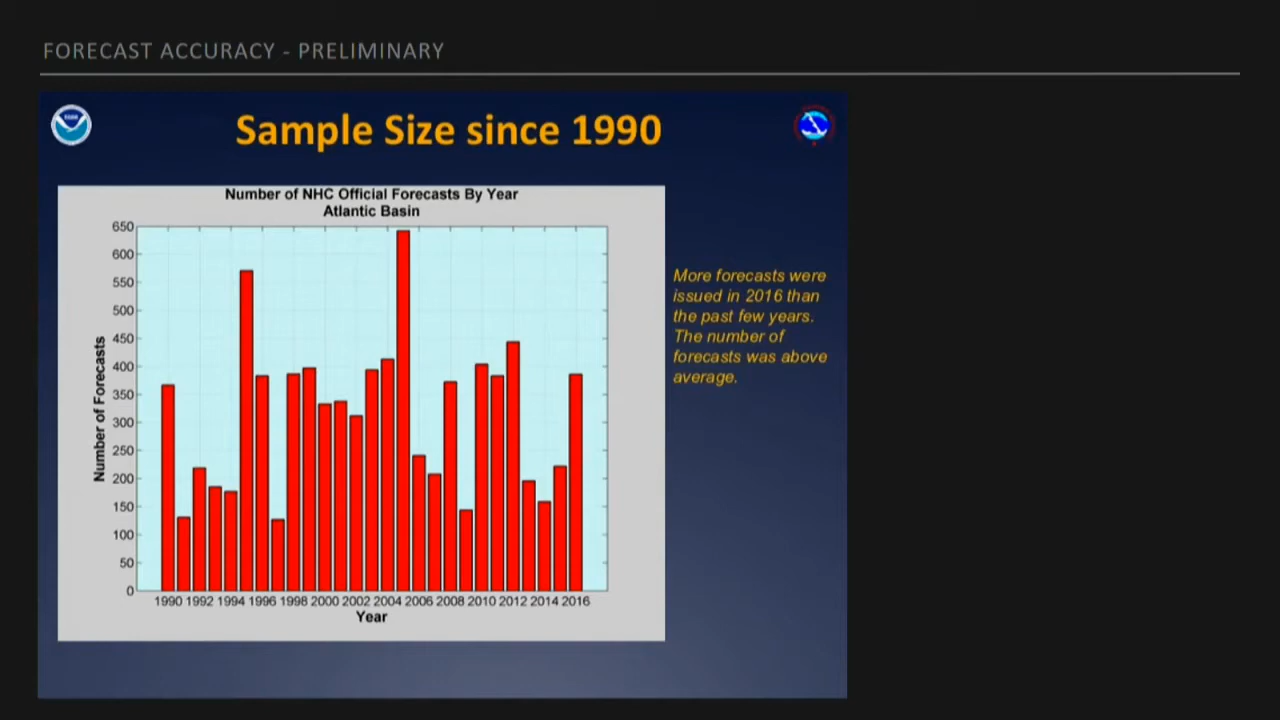 FORECAST ACCURACY - PRELIMINARY
Sample Size since 1990
Number of NHC Official Forecasts By Year
Atlantic Basin
650
600
550
500
450
400
350
300
250
200
150
100
50
0
Number of Forecasts
1990 1992 1994 1996 1998 2000 2002 2004 2006 2008 2010 2012 2014 2016
Year
More forecasts were
issued in 2016 than
the past few years.
The number of
forecasts was above
average.